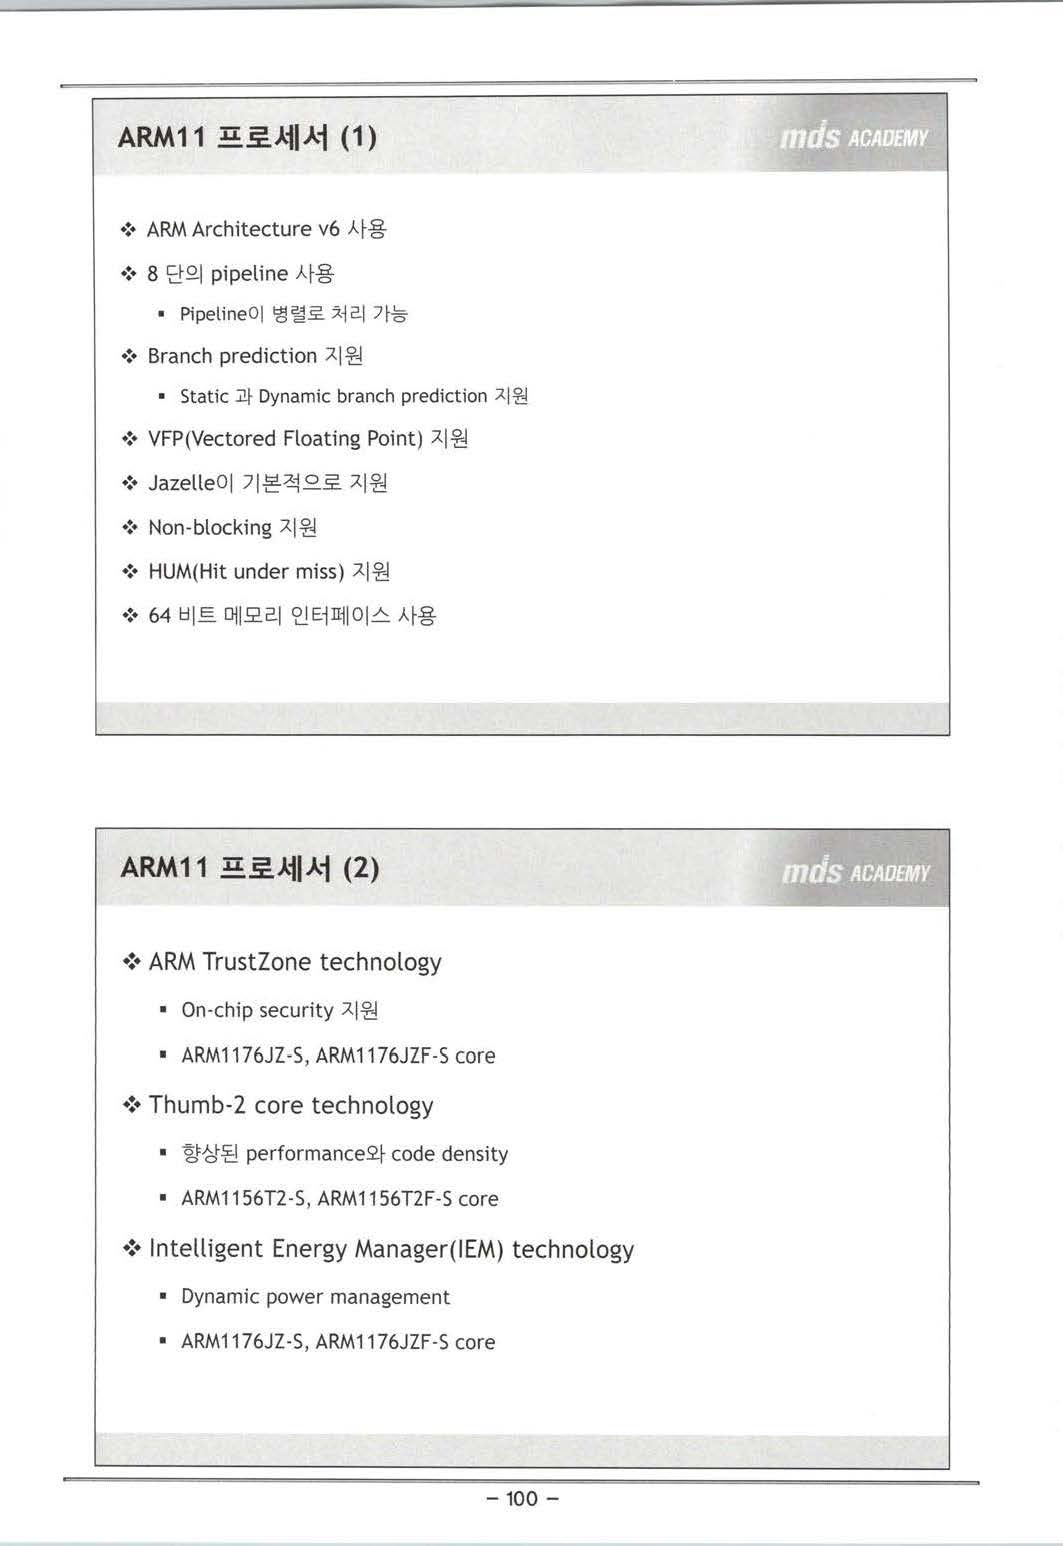 ARM11 프로세서 (1)
mds ACADEMY
❖ ARM Architecture v6 사용
❖ 8 단의 pipeline 사용
▪ Pipeline이 병렬로 처리 가능
❖ Branch prediction 지원
▪ Static 과 Dynamic branch prediction 지원
❖ VFP(Vectored Floating Point) 지원
❖ Jazelle이 기본적으로 지원
❖ Non-blocking 지원
❖ HUM(Hit under miss) 지원
❖ 64 비트 메모리 인터페이스 사용
ARM11 프로세서 (2)
mds ACADEMY
❖ ARM TrustZone technology
▪ On-chip security 지원
▪ ARM1176JZ-S, ARM1176JZF-S core
❖ Thumb-2 core technology
▪ 향상된 performance와 code density
▪ ARM1156T2-S, ARM1156T2F-S core
❖ Intelligent Energy Manager(IEM) technology
▪ Dynamic power management
▪ ARM1176JZ-S, ARM1176JZF-S core
– 100 –